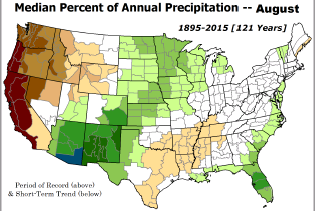 Median Percent of Annual Precipitation -- August
1895-2015 [121 Years]
Period of Record (above)
& Short-Term Trend (below)